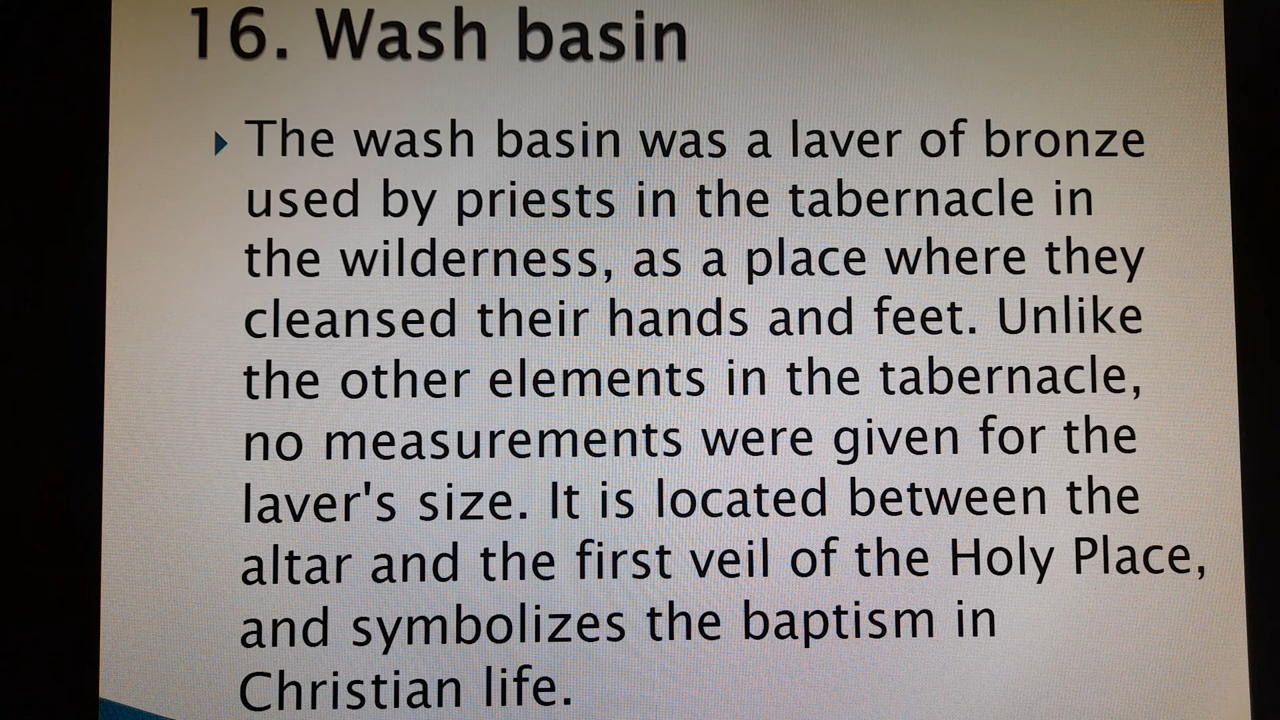 16. Wash basin
The wash basin was a laver of bronze
used by priests in the tabernacle in
the wilderness, as a place where they
cleansed their hands and feet. Unlike
the other elements in the tabernacle,
no measurements were given for the
laver's size. It is located between the
altar and the first veil of the Holy Place,
and symbolizes the baptism in
Christian life.